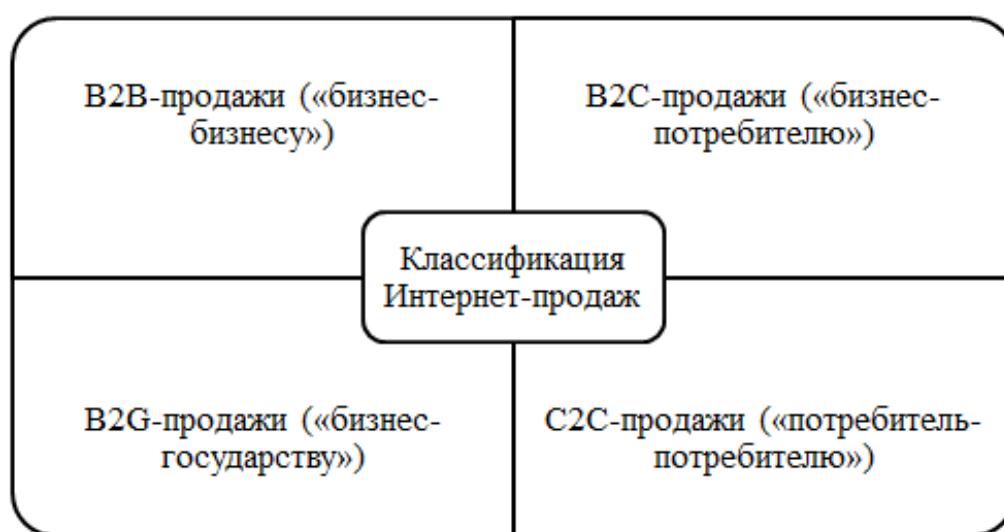 B2B-продажи («бизнес-
бизнесу»)
B2C-продажи («бизнес-
потребителю»)
Классификация
Интернет-продаж
B2G-продажи («бизнес-
государству»)
C2C-продажи («потребитель-
потребителю»)